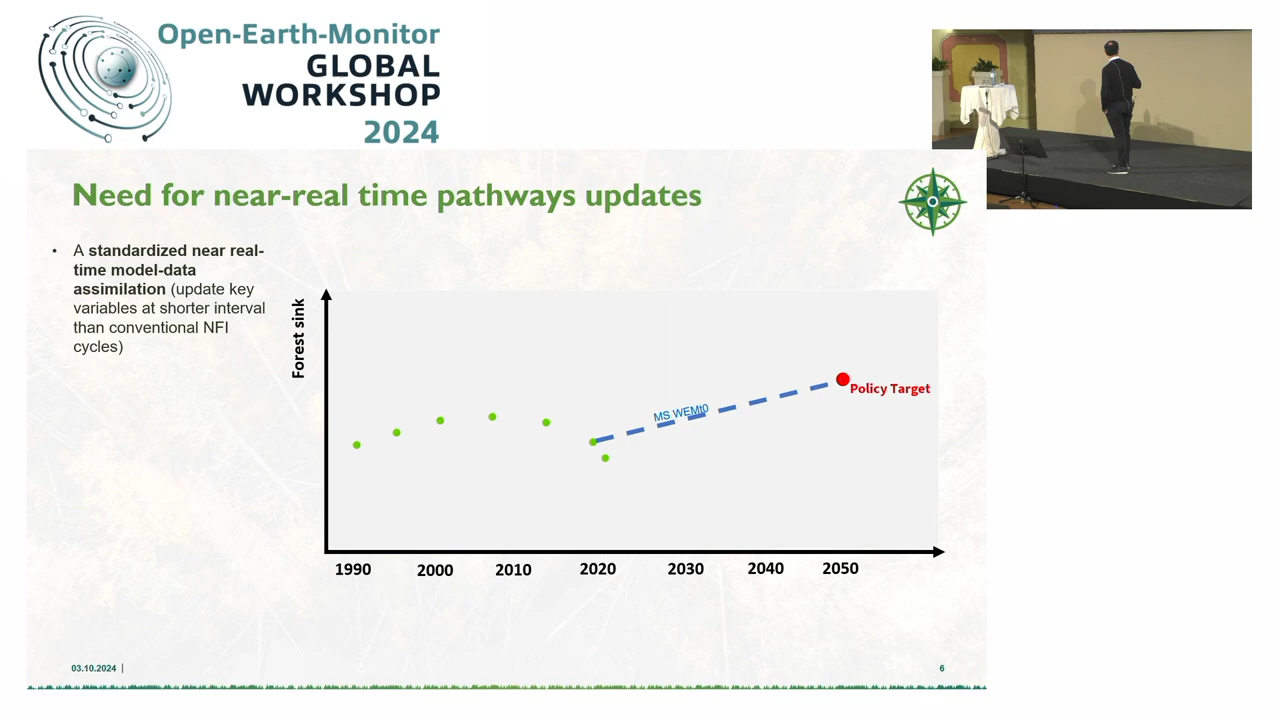 Open-Earth-Monitor
GLOBAL
WORKSHOP
2024
Need for near-real time pathways updates
• A standardized near real-
time model-data
assimilation (update key
variables at shorter interval
than conventional NFI
cycles)
Forest sink
MS WEMt0
Policy Target
1990 2000 2010 2020 2030 2040 2050
03.10.2024 |
6